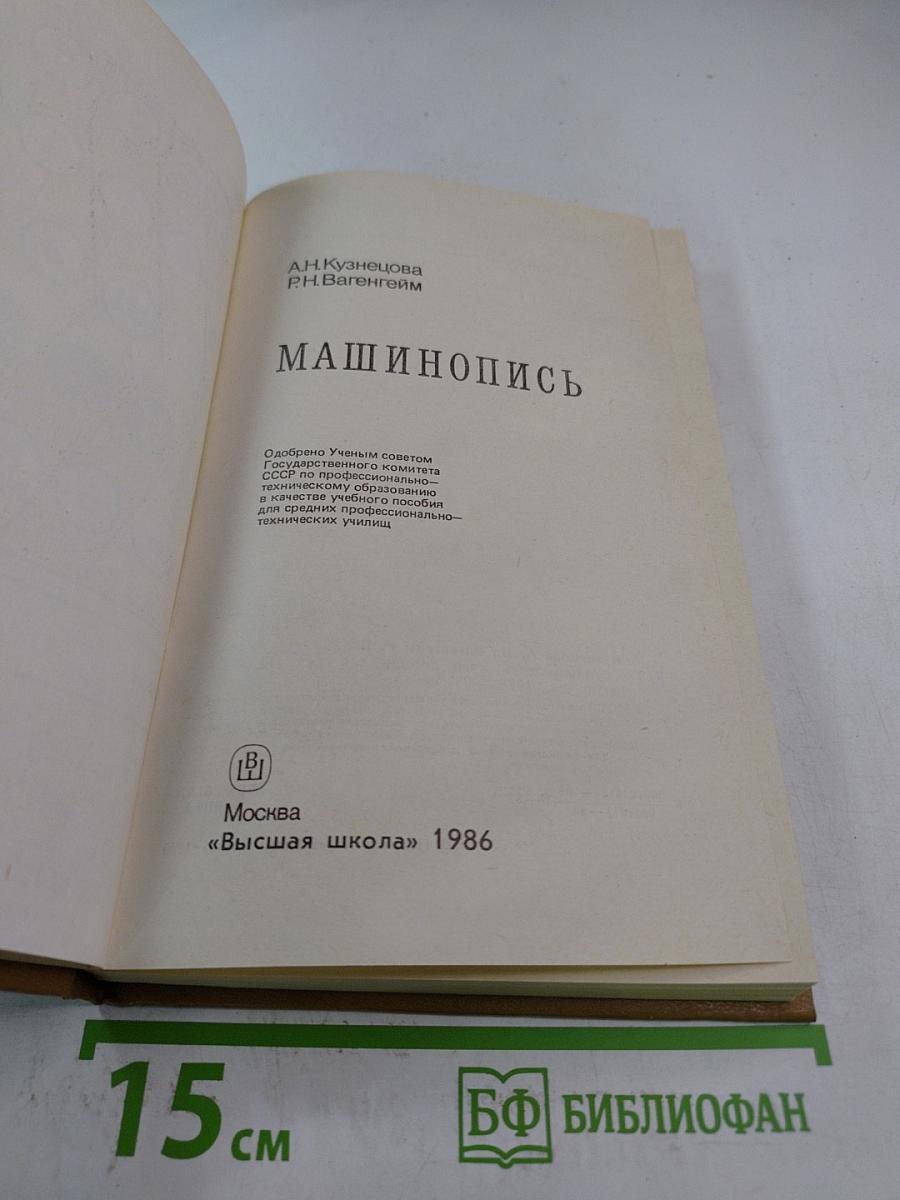 А.Н.Кузнецова
Р.Н.Вагенгейм
МАШИНОПИСЬ
Одобрено Ученым советом
Государственного комитета
СССР по профессионально—
техническому образованию
в качестве учебного пособия
для средних профессионально—
технических училищ
ВШ
Москва
«Высшая школа» 1986
15 см
БФ БИБЛИОФАН